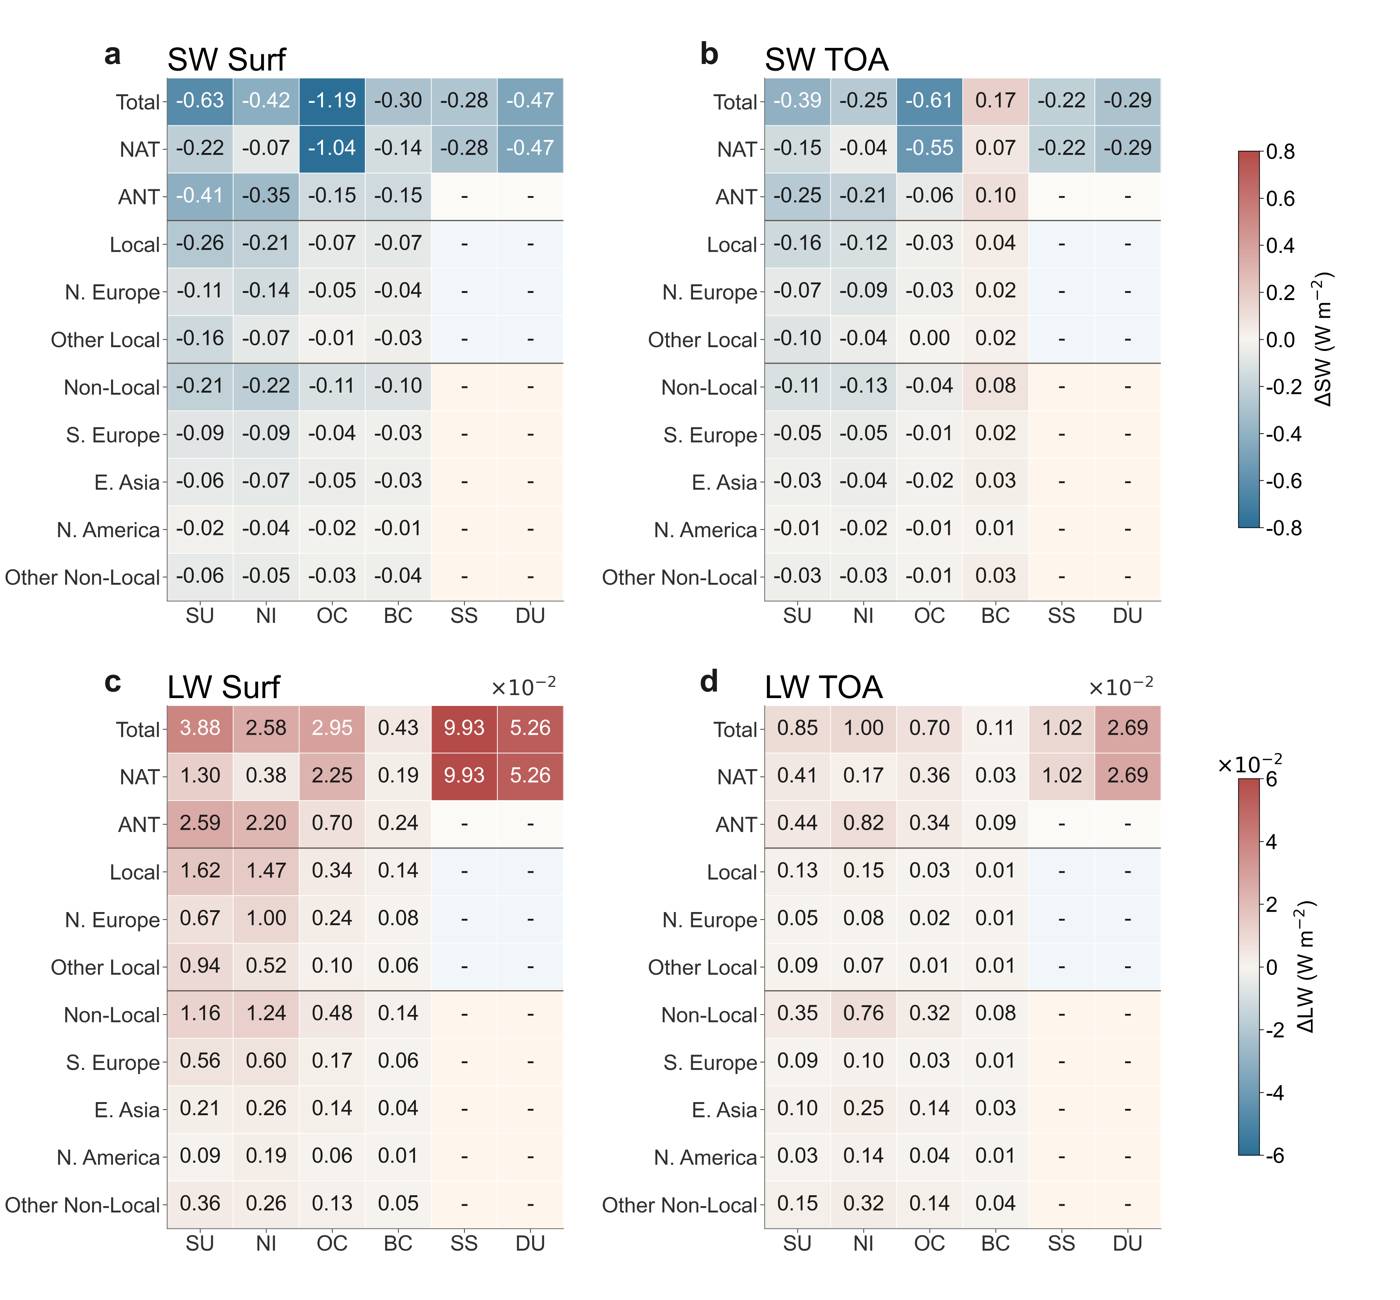 a SW Surf
Total -0.63 -0.42 -1.19 -0.30 -0.28 -0.47
NAT -0.22 -0.07 -1.04 -0.14 -0.28 -0.47
ANT -0.41 -0.35 -0.15 -0.15 - -
Local -0.26 -0.21 -0.07 -0.07 - -
N. Europe -0.11 -0.14 -0.05 -0.04 - -
Other Local -0.16 -0.07 -0.01 -0.03 - -
Non-Local -0.21 -0.22 -0.11 -0.10 - -
S. Europe -0.09 -0.09 -0.04 -0.03 - -
E. Asia -0.06 -0.07 -0.05 -0.03 - -
N. America -0.02 -0.04 -0.02 -0.01 - -
Other Non-Local -0.06 -0.05 -0.03 -0.04 - -
SU NI OC BC SS DU
b SW TOA
Total -0.39 -0.25 -0.61 0.17 -0.22 -0.29
NAT -0.15 -0.04 -0.55 0.07 -0.22 -0.29
ANT -0.25 -0.21 -0.06 0.10 - -
Local -0.16 -0.12 -0.03 0.04 - -
N. Europe -0.07 -0.09 -0.03 0.02 - -
Other Local -0.10 -0.04 0.00 0.02 - -
Non-Local -0.11 -0.13 -0.04 0.08 - -
S. Europe -0.05 -0.05 -0.01 0.02 - -
E. Asia -0.03 -0.04 -0.02 0.03 - -
N. America -0.01 -0.02 -0.01 0.01 - -
Other Non-Local -0.03 -0.03 -0.01 0.03 - -
SU NI OC BC SS DU
0.8
0.6
0.4
0.2
0.0
-0.2
-0.4
-0.6
-0.8
ΔSW (W m⁻²)
c LW Surf ×10⁻²
Total 3.88 2.58 2.95 0.43 9.93 5.26
NAT 1.30 0.38 2.25 0.19 9.93 5.26
ANT 2.59 2.20 0.70 0.24 - -
Local 1.62 1.47 0.34 0.14 - -
N. Europe 0.67 1.00 0.24 0.08 - -
Other Local 0.94 0.52 0.10 0.06 - -
Non-Local 1.16 1.24 0.48 0.14 - -
S. Europe 0.56 0.60 0.17 0.06 - -
E. Asia 0.21 0.26 0.14 0.04 - -
N. America 0.09 0.19 0.06 0.01 - -
Other Non-Local 0.36 0.26 0.13 0.05 - -
SU NI OC BC SS DU
d LW TOA ×10⁻²
Total 0.85 1.00 0.70 0.11 1.02 2.69
NAT 0.41 0.17 0.36 0.03 1.02 2.69
ANT 0.44 0.82 0.34 0.09 - -
Local 0.13 0.15 0.03 0.01 - -
N. Europe 0.05 0.08 0.02 0.01 - -
Other Local 0.09 0.07 0.01 0.01 - -
Non-Local 0.35 0.76 0.32 0.08 - -
S. Europe 0.09 0.10 0.03 0.01 - -
E. Asia 0.10 0.25 0.14 0.03 - -
N. America 0.03 0.14 0.04 0.01 - -
Other Non-Local 0.15 0.32 0.14 0.04 - -
SU NI OC BC SS DU
×10⁻²
6
4
2
0
-2
-4
-6
ΔLW (W m⁻²)